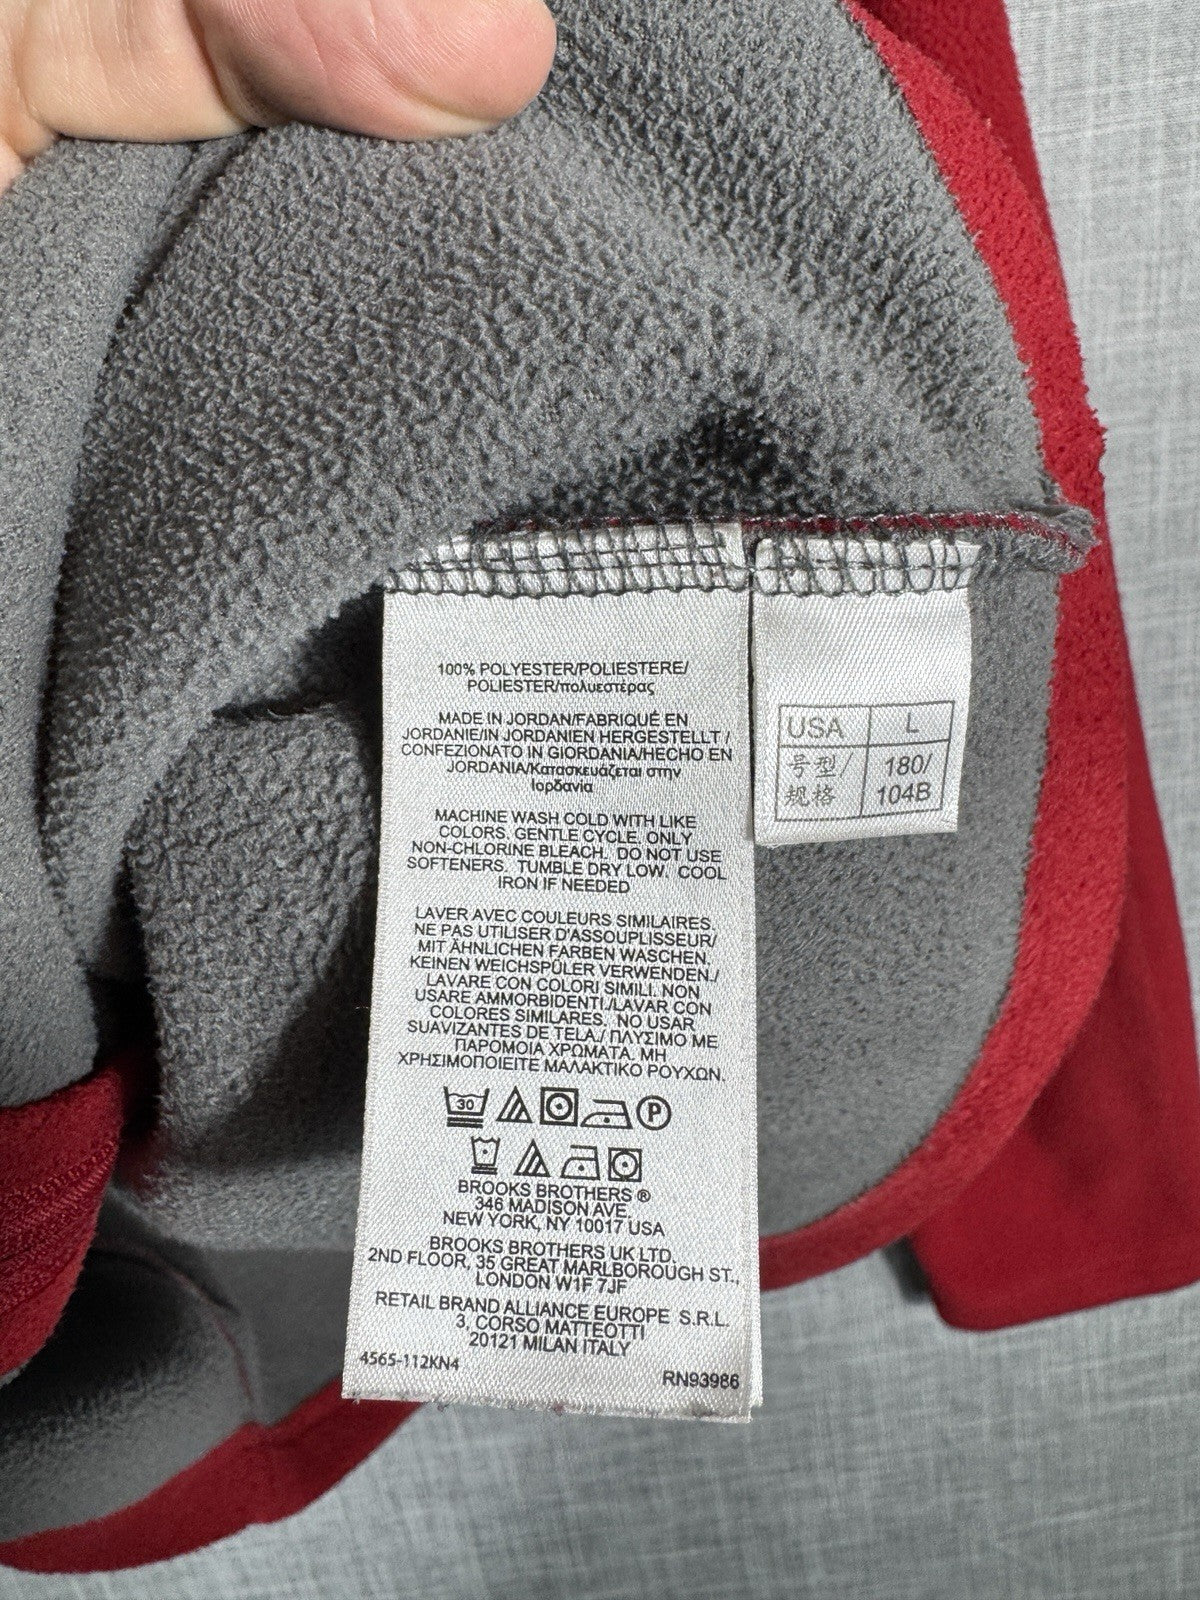 100% POLYESTER/POLIESTERE/
POLIESTER/πολυεστέρας
MADE IN JORDAN/FABRIQUÉ EN
JORDANIE/IN JORDANIEN HERGESTELLT /
CONFEZIONATO IN GIORDANIA/HECHO EN
JORDANIA/Κατασκευάζεται στην
Ιορδανία
MACHINE WASH COLD WITH LIKE
COLORS. GENTLE CYCLE. ONLY
NON-CHLORINE BLEACH. DO NOT USE
SOFTENERS. TUMBLE DRY LOW. COOL
IRON IF NEEDED
LAVER AVEC COULEURS SIMILAIRES.
NE PAS UTILISER D'ASSOUPLISSEUR/
MIT ÄHNLICHEN FARBEN WASCHEN.
KEINEN WEICHSPÜLER VERWENDEN./
LAVARE CON COLORI SIMILI. NON
USARE AMMORBIDENTI./LAVAR CON
COLORES SIMILARES. NO USAR
SUAVIZANTES DE TELA./ ΠΛΥΣΙΜΟ ΜΕ
ΠΑΡΟΜΟΙΑ ΧΡΩΜΑΤΑ. ΜΗ
ΧΡΗΣΙΜΟΠΟΙΕΙΤΕ ΜΑΛΑΚΤΙΚΟ ΡΟΥΧΩΝ.
30 P
BROOKS BROTHERS ®
346 MADISON AVE.
NEW YORK, NY 10017 USA
BROOKS BROTHERS UK LTD.
2ND FLOOR, 35 GREAT MARLBOROUGH ST.,
LONDON W1F 7JF
RETAIL BRAND ALLIANCE EUROPE S.R.L.
3, CORSO MATTEOTTI
20121 MILAN ITALY
4565-112KN4
RN93986
USA L
号型/ 180/
规格 104B